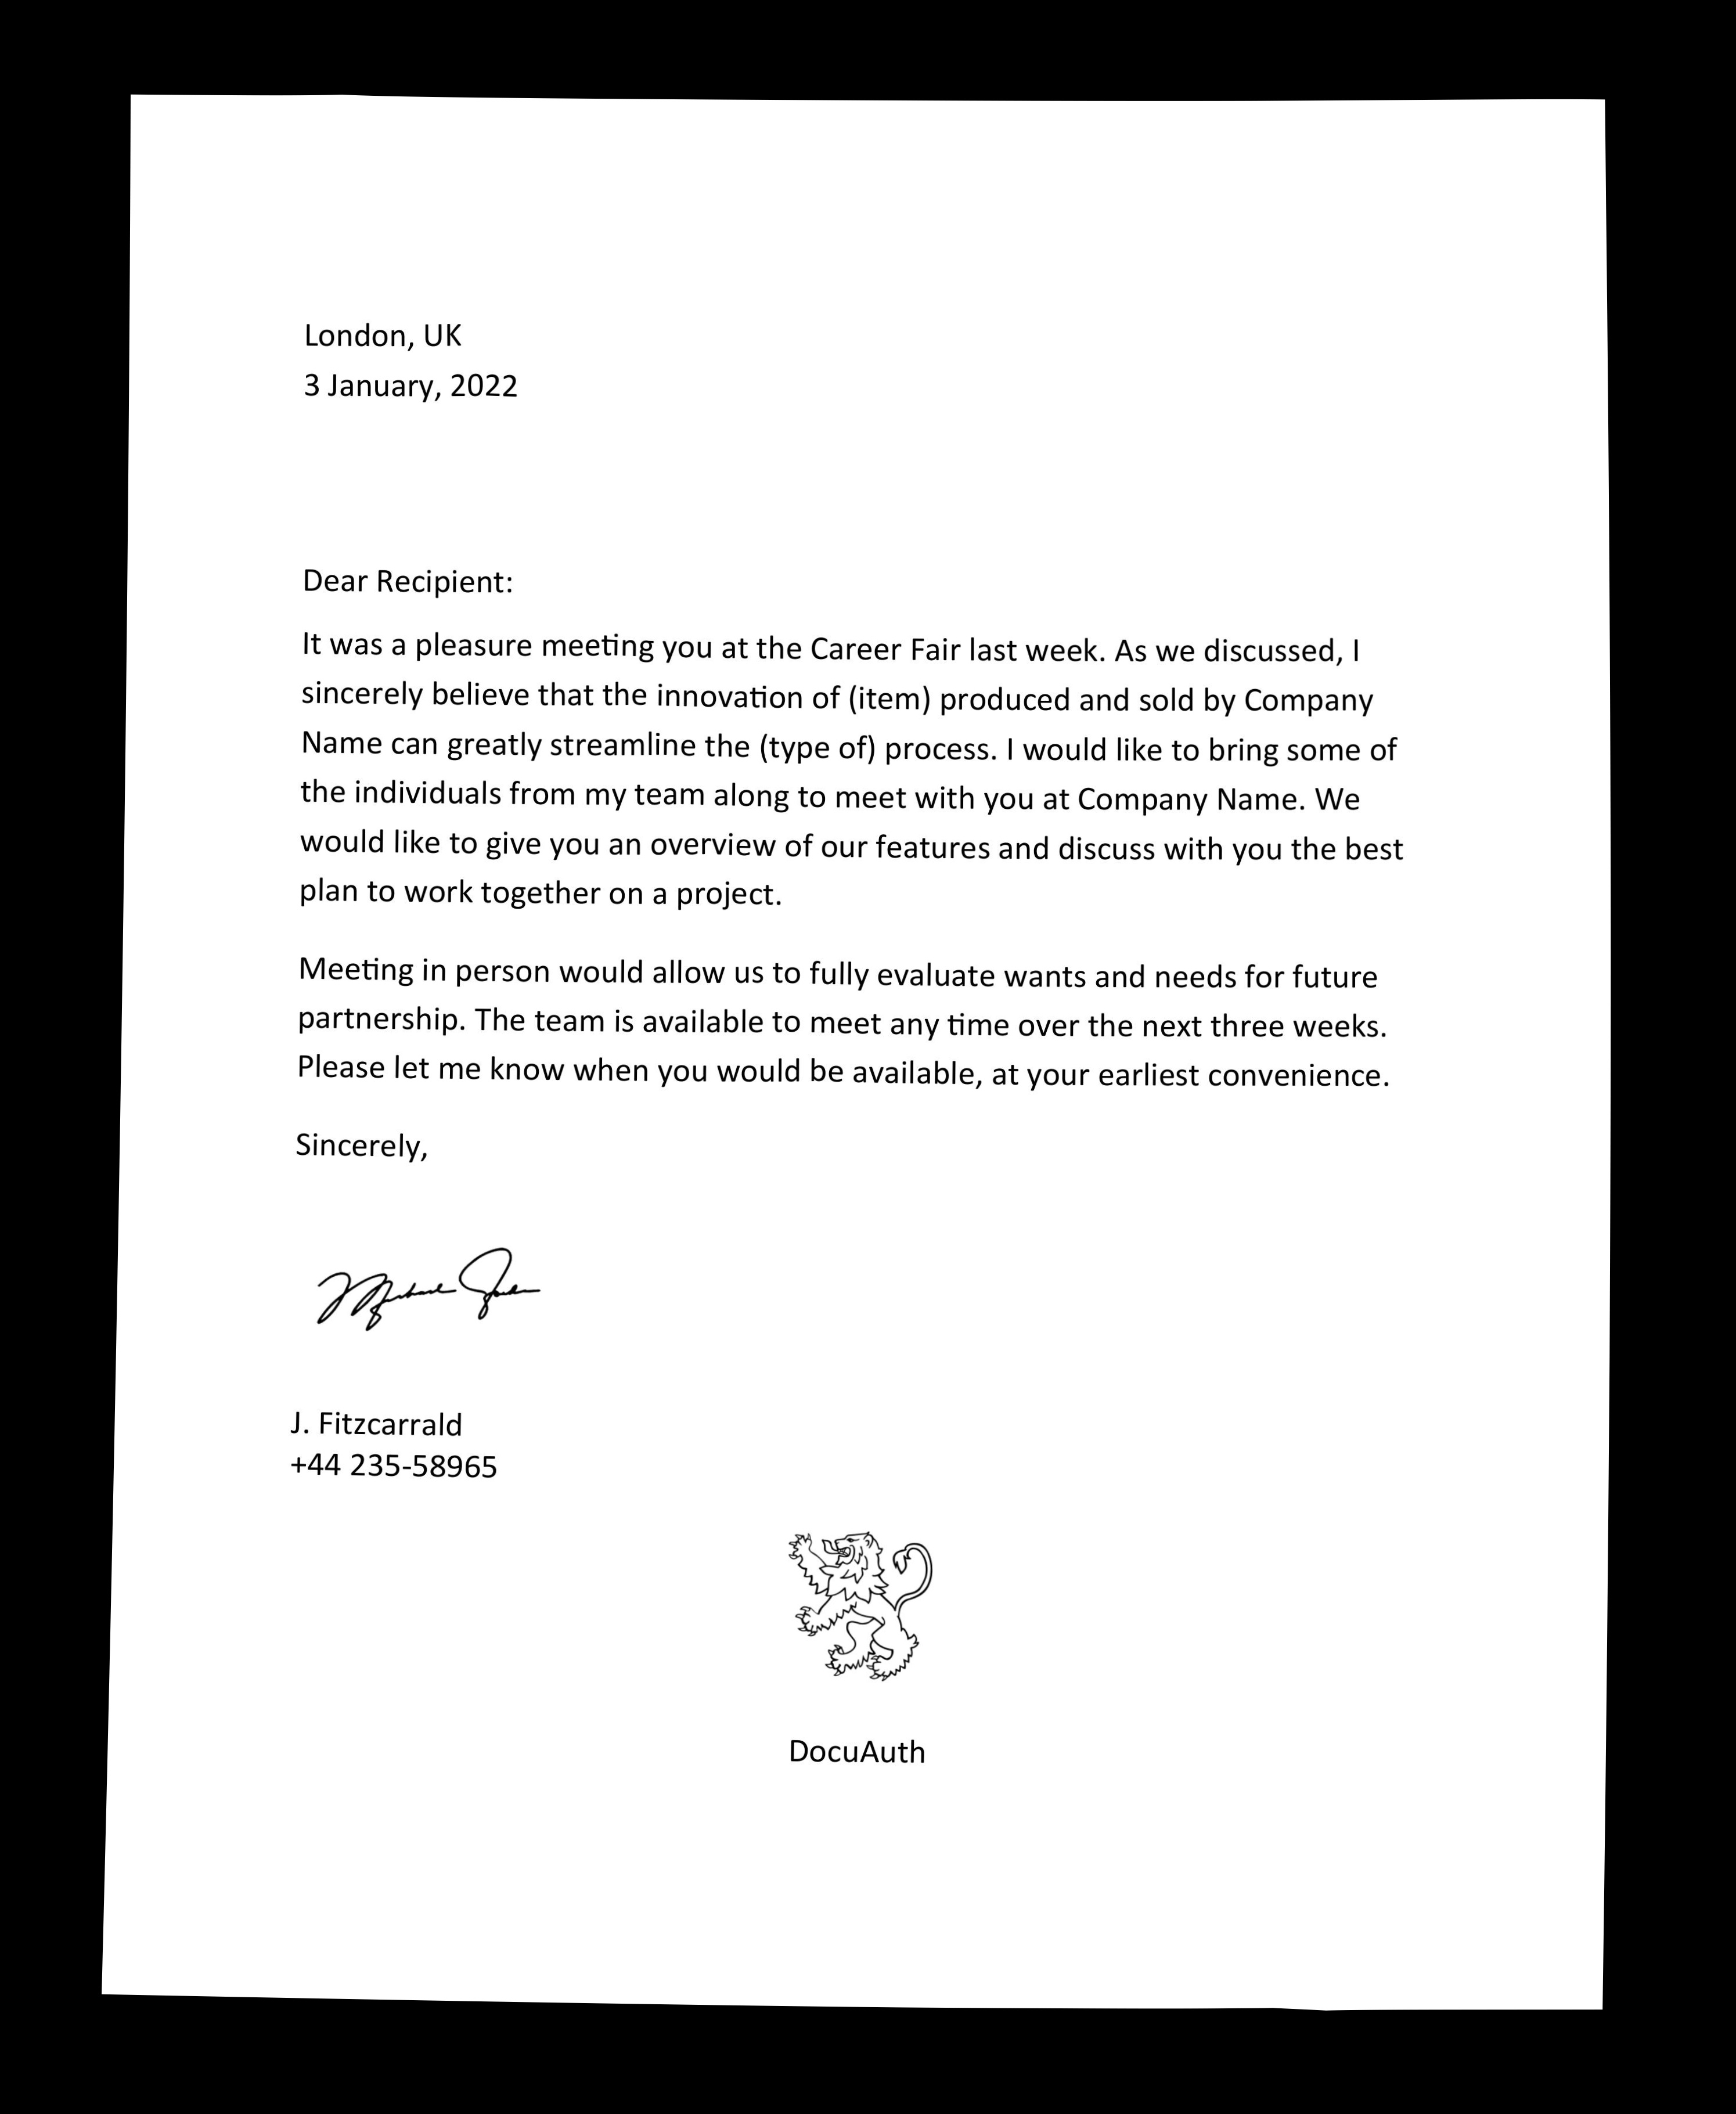 London, UK
3 January, 2022
Dear Recipient:
It was a pleasure meeting you at the Career Fair last week. As we discussed, I
sincerely believe that the innovation of (item) produced and sold by Company
Name can greatly streamline the (type of) process. I would like to bring some of
the individuals from my team along to meet with you at Company Name. We
would like to give you an overview of our features and discuss with you the best
plan to work together on a project.
Meeting in person would allow us to fully evaluate wants and needs for future
partnership. The team is available to meet any time over the next three weeks.
Please let me know when you would be available, at your earliest convenience.
Sincerely,
J. Fitzcarrald
+44 235-58965
DocuAuth